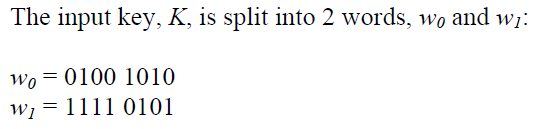 The input key, K, is split into 2 words, w₀ and w₁:
w₀ = 0100 1010
w₁ = 1111 0101